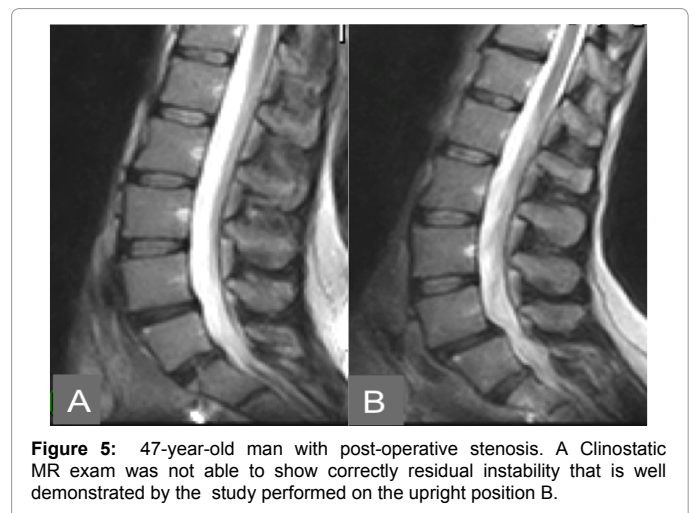 A
B
Figure 5: 47-year-old man with post-operative stenosis. A Clinostatic
MR exam was not able to show correctly residual instability that is well
demonstrated by the study performed on the upright position B.